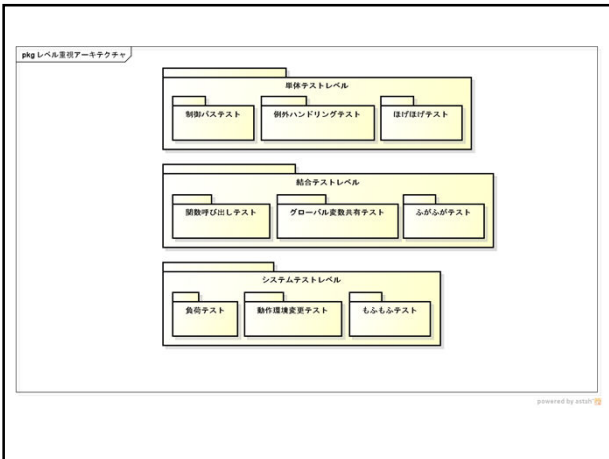 pkg レベル重視アーキテクチャ
単体テストレベル
制御パステスト
例外ハンドリングテスト
ほげほげテスト
結合テストレベル
関数呼び出しテスト
グローバル変数共有テスト
ふがふがテスト
システムテストレベル
負荷テスト
動作環境変更テスト
もふもふテスト
powered by astah*